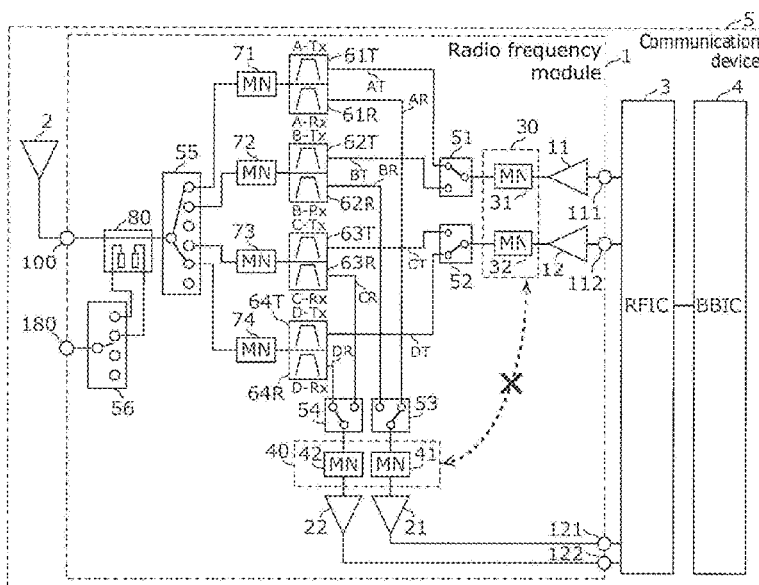 5
Communication device
Radio frequency module
1
3
4
2
55
71
MN
A-Tx
61T
AT
AR
A-Rx
61R
30
11
51
MN
31
111
72
MN
B-Tx
62T
BT
BR
B-Rx
62R
80
100
73
MN
C-Tx
63T
CT
63R
C-Rx
CR
52
MN
32
12
112
RFIC
BBIC
180
56
64T
D-Tx
74
MN
DR
DT
64R
D-Rx
54
53
40
42
MN
MN
41
22
21
121
122